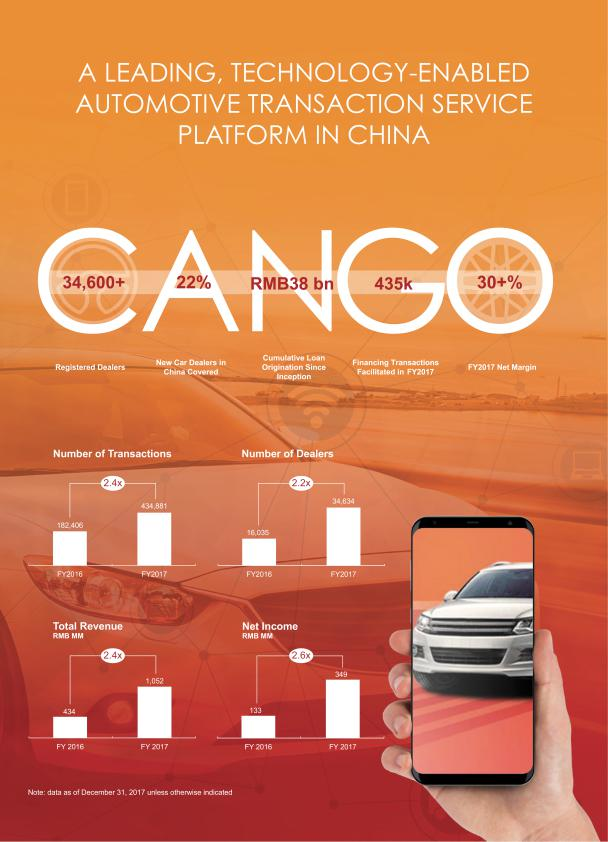 A LEADING, TECHNOLOGY-ENABLED
AUTOMOTIVE TRANSACTION SERVICE
PLATFORM IN CHINA
CANGO
34,600+
22%
RMB38 bn
435k
30+%
Registered Dealers
New Car Dealers in
China Covered
Cumulative Loan
Origination Since
Inception
Financing Transactions
Facilitated in FY2017
FY2017 Net Margin
Number of Transactions
2.4x
182,406
434,881
FY2016
FY2017
Number of Dealers
2.2x
16,035
34,634
FY2016
FY2017
Total Revenue
RMB MM
2.4x
434
1,052
FY 2016
FY 2017
Net Income
RMB MM
2.6x
133
349
FY 2016
FY 2017
Note: data as of December 31, 2017 unless otherwise indicated